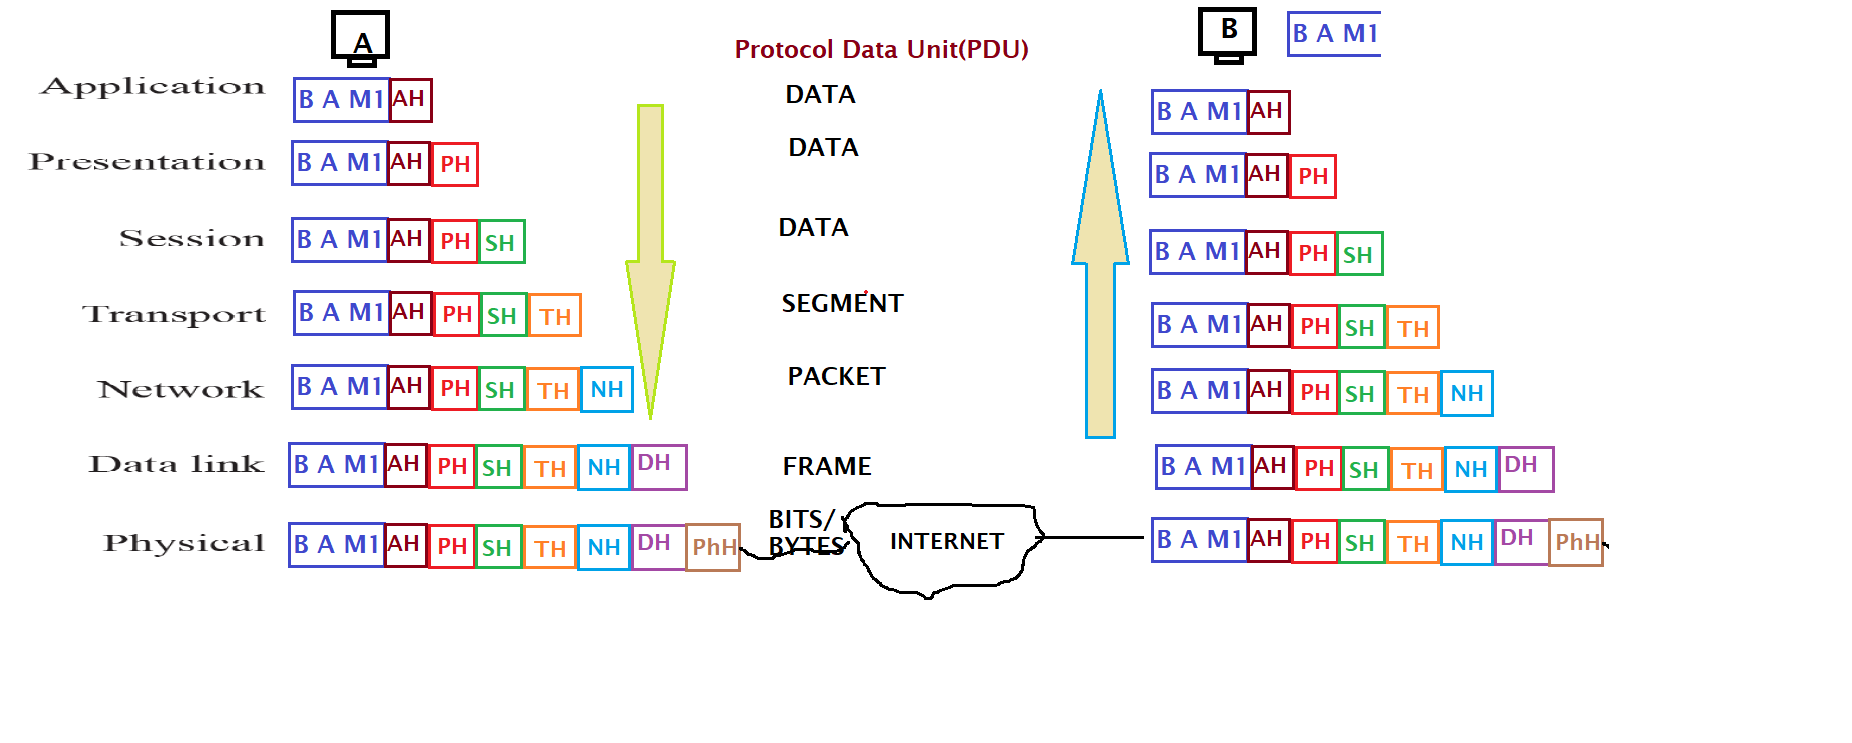 A
B
B A M1
Protocol Data Unit(PDU)
Application B A M1 AH DATA B A M1 AH
Presentation B A M1 AH PH DATA B A M1 AH PH
Session B A M1 AH PH SH DATA B A M1 AH PH SH
Transport B A M1 AH PH SH TH SEGMENT B A M1 AH PH SH TH
Network B A M1 AH PH SH TH NH PACKET B A M1 AH PH SH TH NH
Data link B A M1 AH PH SH TH NH DH FRAME B A M1 AH PH SH TH NH DH
Physical B A M1 AH PH SH TH NH DH PhH BITS/
BYTES INTERNET B A M1 AH PH SH TH NH DH PhH